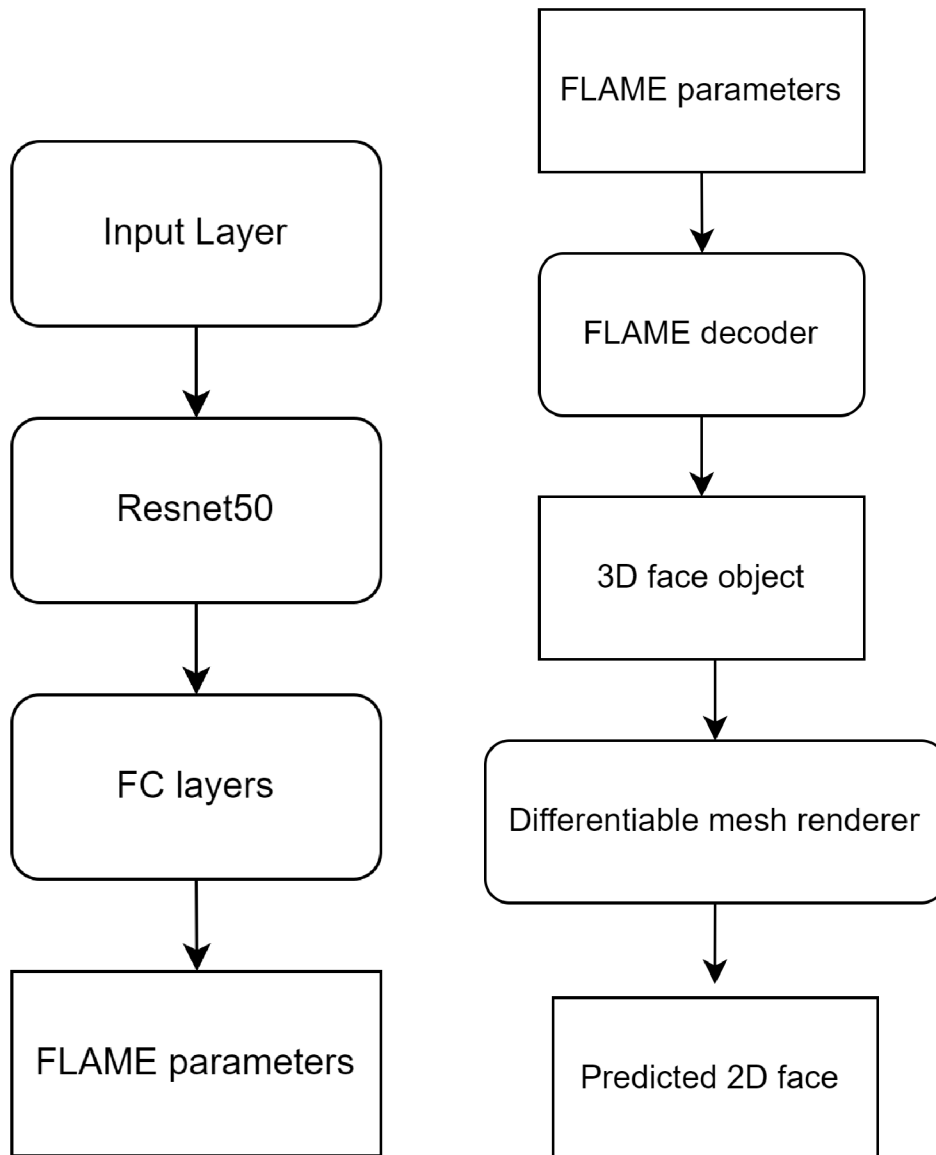 Input Layer
Resnet50
FC layers
FLAME parameters
FLAME parameters
FLAME decoder
3D face object
Differentiable mesh renderer
Predicted 2D face